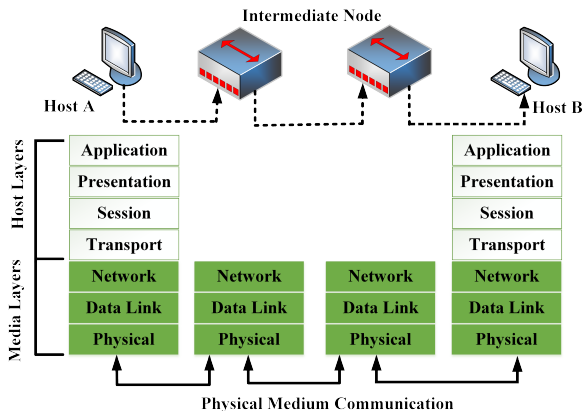 Intermediate Node
Host A
Host B
Host Layers
Media Layers
Application
Presentation
Session
Transport
Network
Data Link
Physical
Network
Data Link
Physical
Network
Data Link
Physical
Application
Presentation
Session
Transport
Network
Data Link
Physical
Physical Medium Communication